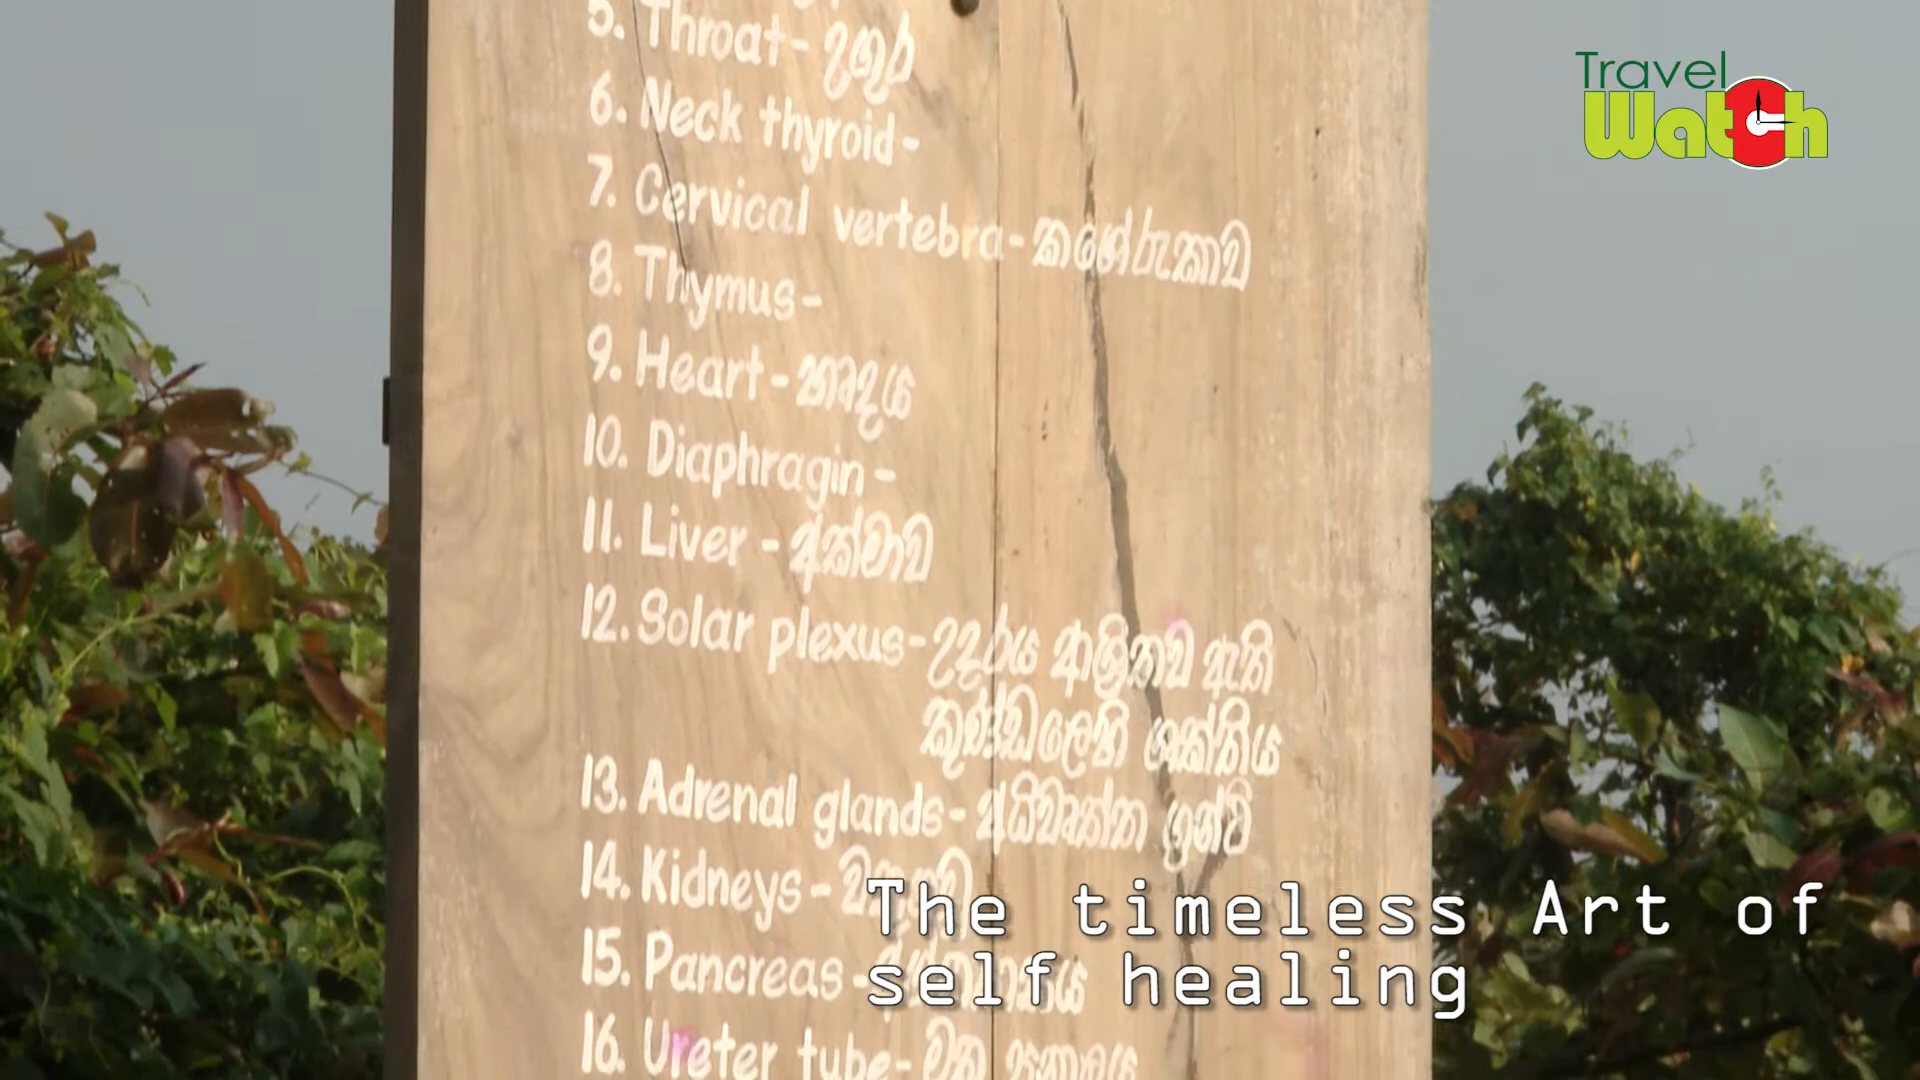 5. Throat - උගුර
6. Neck thyroid -
7. Cervical vertebra - කශේරුකාව
8. Thymus -
9. Heart - හෘදය
10. Diaphragin -
11. Liver - අක්මාව
12. Solar plexus - උදරය ආශ්‍රිතව ඇති
කුණ්ඩලෙහි ශක්තිය
13. Adrenal glands - අධිවෘක්ක ග්‍රන්ථි
14. Kidneys -
15. Pancreas -
16. Ureter tube -
Travel
Watch
The timeless Art of
self healing